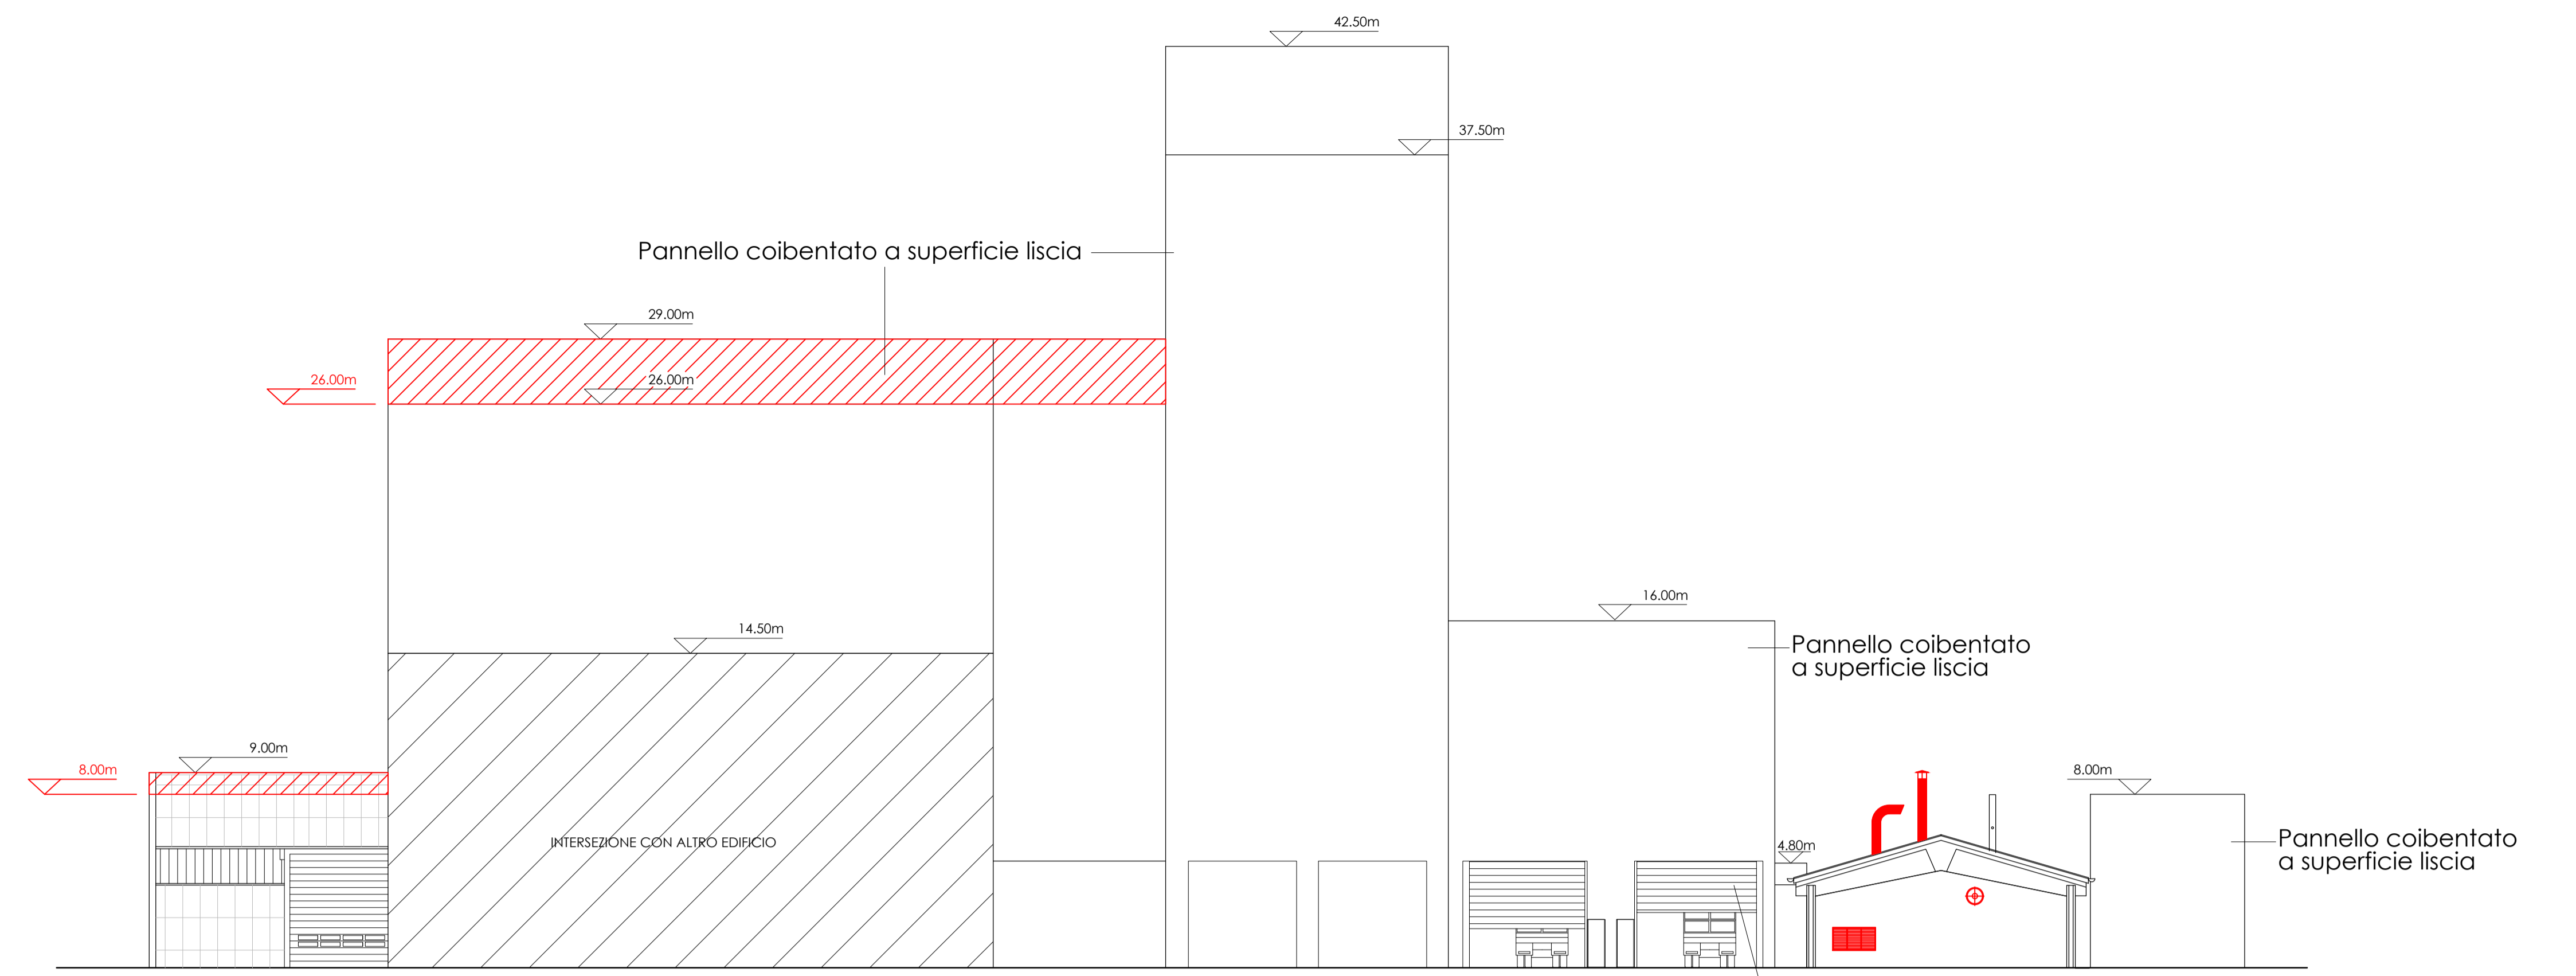 42.50m
37.50m
Pannello coibentato a superficie liscia
29.00m
26.00m
26.00m
16.00m
14.50m
Pannello coibentato
a superficie liscia
9.00m
8.00m
8.00m
INTERSEZIONE CON ALTRO EDIFICIO
4.80m
Pannello coibentato
a superficie liscia